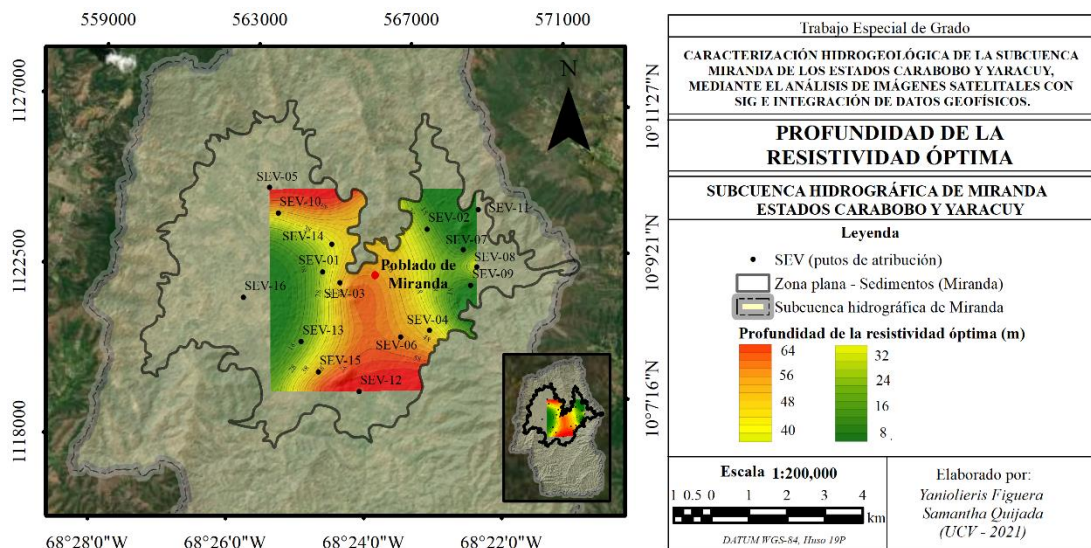 559000 563000 567000 571000
1127000
1122500
1118000
10°11'27"N
10°9'21"N
10°7'16"N
68°28'0"W 68°26'0"W 68°24'0"W 68°22'0"W
N
SEV-05
SEV-10
SEV-02
SEV-11
SEV-14
SEV-07
SEV-01
SEV-08
SEV-09
Poblado de
Miranda
SEV-16
SEV-03
SEV-04
SEV-13
SEV-06
SEV-15
SEV-12
Trabajo Especial de Grado
CARACTERIZACIÓN HIDROGEOLÓGICA DE LA SUBCUENCA
MIRANDA DE LOS ESTADOS CARABOBO Y YARACUY,
MEDIANTE EL ANÁLISIS DE IMÁGENES SATELITALES CON
SIG E INTEGRACIÓN DE DATOS GEOFÍSICOS.
PROFUNDIDAD DE LA
RESISTIVIDAD ÓPTIMA
SUBCUENCA HIDROGRÁFICA DE MIRANDA
ESTADOS CARABOBO Y YARACUY
Leyenda
SEV (putos de atribución)
Zona plana - Sedimentos (Miranda)
Subcuenca hidrográfica de Miranda
Profundidad de la resistividad óptima (m)
64 32
56 24
48 16
40 8
Escala 1:200,000
1 0.5 0 1 2 3 4
km
DATUM WGS-84, Huso 19P
Elaborado por:
Yaniolieris Figuera
Samantha Quijada
(UCV - 2021)